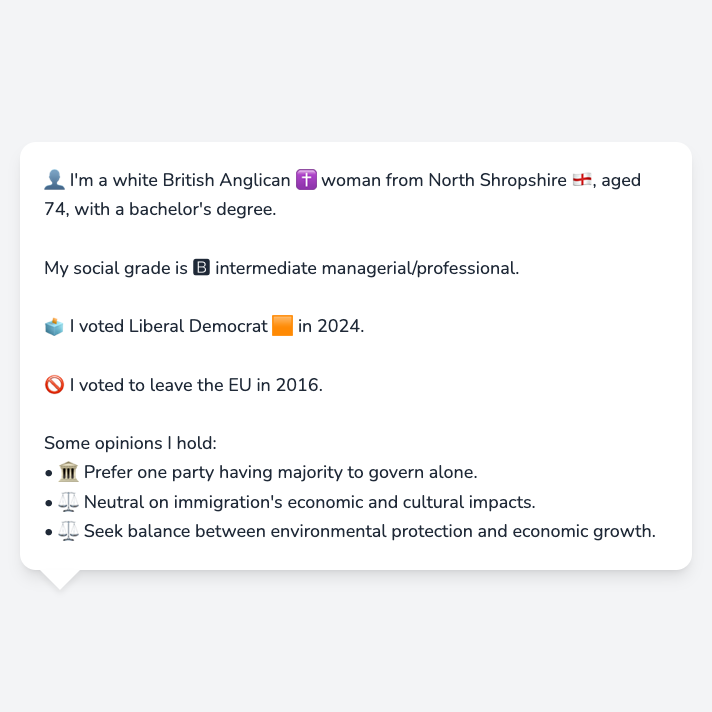 👤 I'm a white British Anglican ✝️ woman from North Shropshire 🏴󠁧󠁢󠁥󠁮󠁧󠁿, aged
74, with a bachelor's degree.
My social grade is 🅱 intermediate managerial/professional.
🗳️ I voted Liberal Democrat 🟧 in 2024.
🚫 I voted to leave the EU in 2016.
Some opinions I hold:
• 🏛️ Prefer one party having majority to govern alone.
• ⚖️ Neutral on immigration's economic and cultural impacts.
• ⚖️ Seek balance between environmental protection and economic growth.